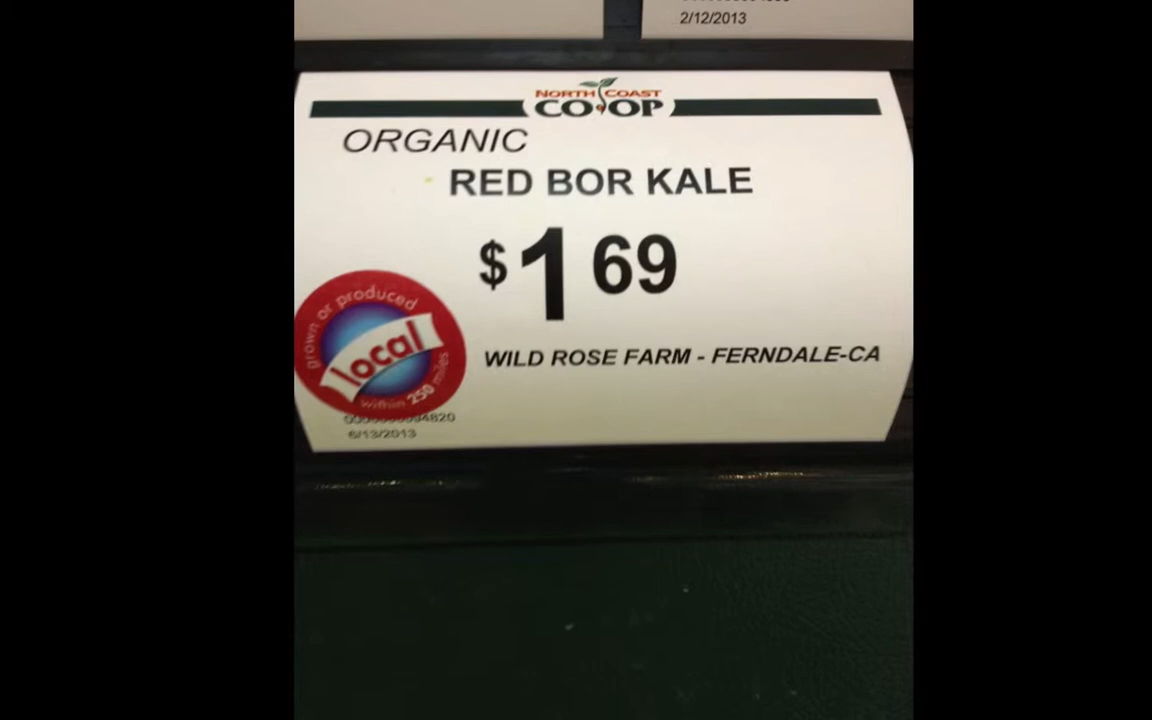 2/12/2013
NORTH COAST
CO-OP
ORGANIC
RED BOR KALE
$1 69
grown or produced
local
within 250 miles
WILD ROSE FARM - FERNDALE-CA
6/13/2013